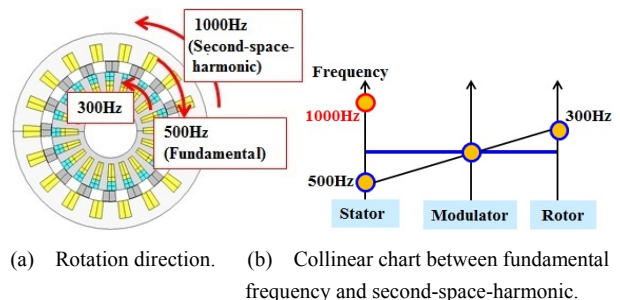 1000Hz
(Second-space-
harmonic)
300Hz
500Hz
(Fundamental)
Frequency
1000Hz
300Hz
500Hz
Stator
Modulator
Rotor
(a) Rotation direction.
(b) Collinear chart between fundamental
frequency and second-space-harmonic.